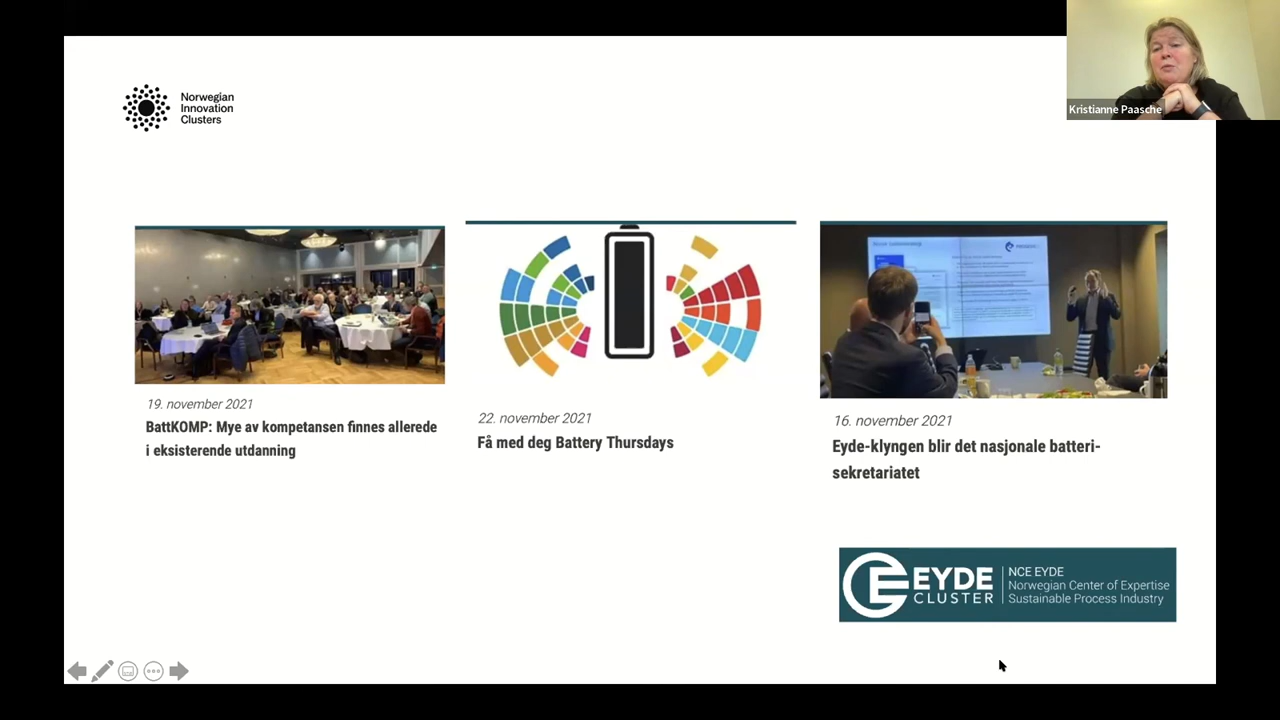 Norwegian
Innovation
Clusters
Kristianne Paasche
19. november 2021
BattKOMP: Mye av kompetansen finnes allerede
i eksisterende utdanning
22. november 2021
Få med deg Battery Thursdays
16. november 2021
Eyde-klyngen blir det nasjonale batteri-
sekretariatet
EYDE
CLUSTER
NCE EYDE
Norwegian Center of Expertise
Sustainable Process Industry